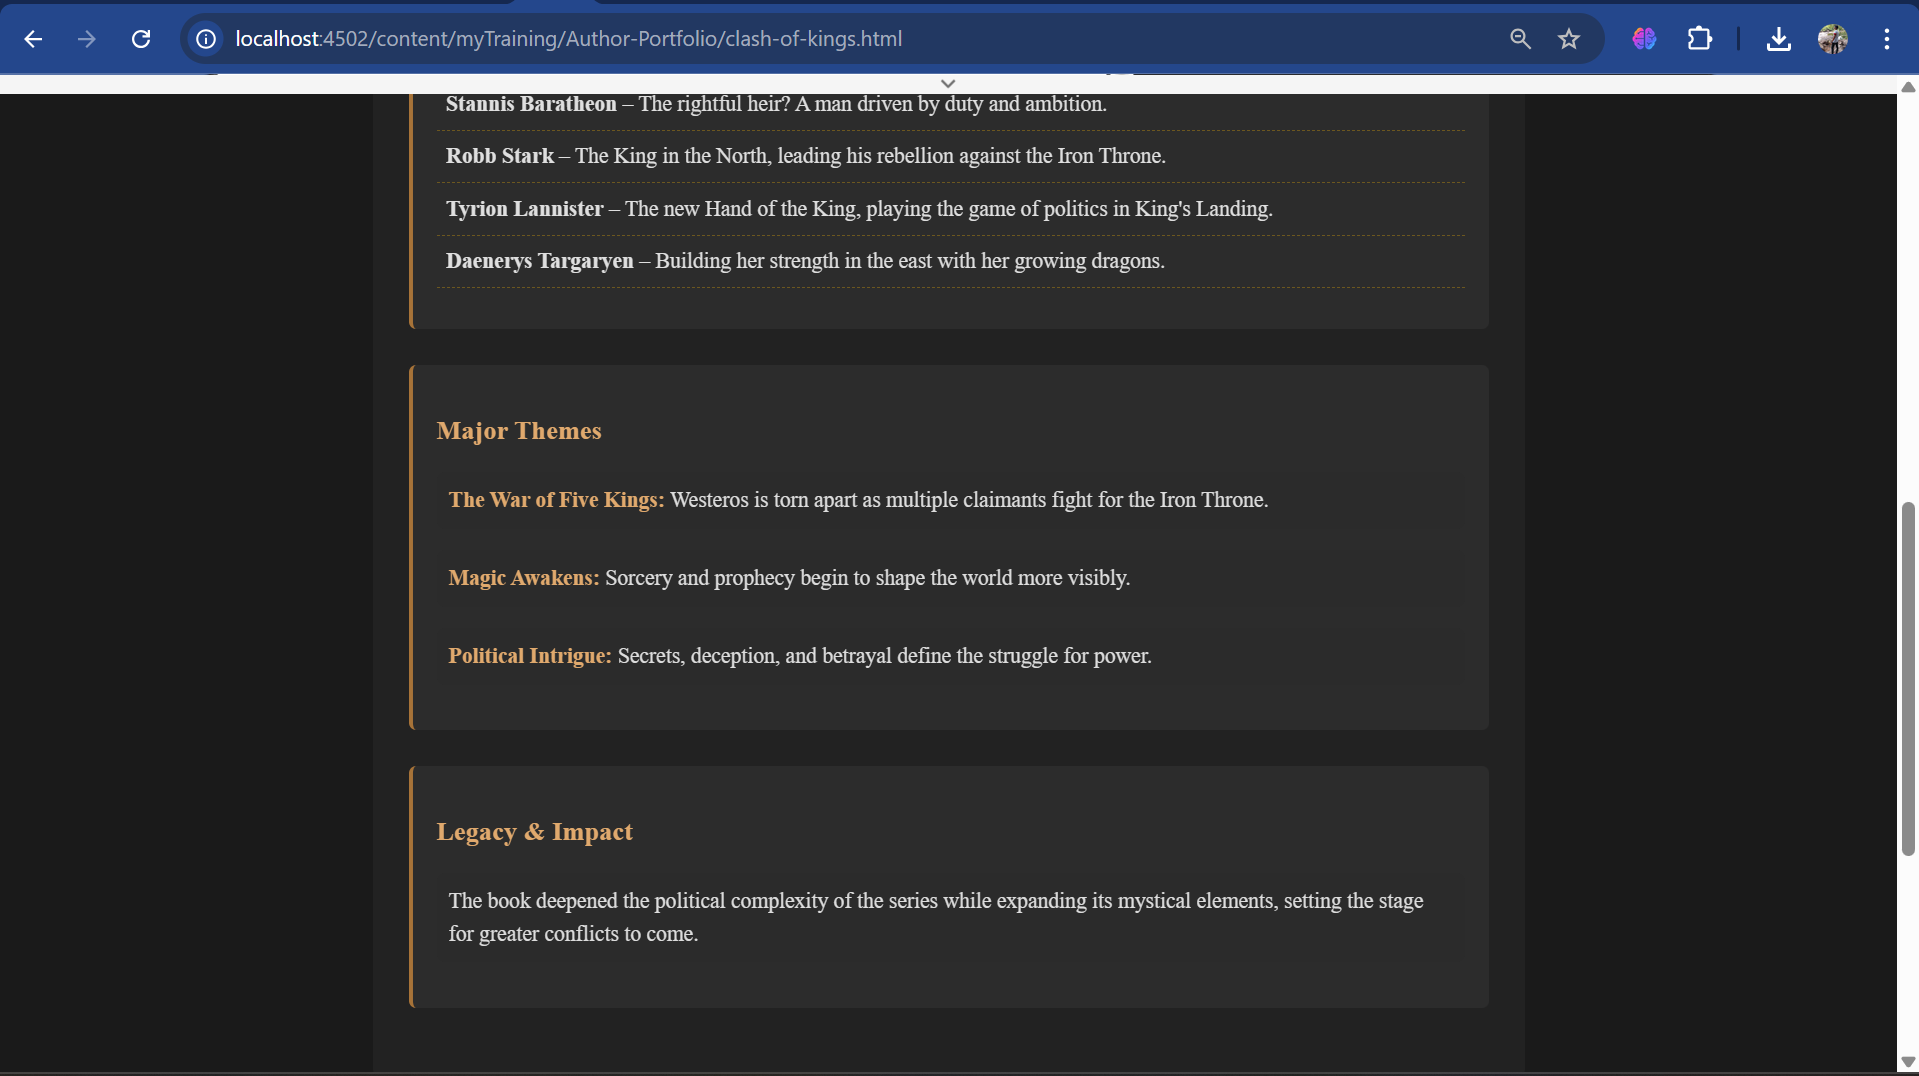 localhost:4502/content/myTraining/Author-Portfolio/clash-of-kings.html
Stannis Baratheon – The rightful heir? A man driven by duty and ambition.
Robb Stark – The King in the North, leading his rebellion against the Iron Throne.
Tyrion Lannister – The new Hand of the King, playing the game of politics in King's Landing.
Daenerys Targaryen – Building her strength in the east with her growing dragons.
Major Themes
The War of Five Kings: Westeros is torn apart as multiple claimants fight for the Iron Throne.
Magic Awakens: Sorcery and prophecy begin to shape the world more visibly.
Political Intrigue: Secrets, deception, and betrayal define the struggle for power.
Legacy & Impact
The book deepened the political complexity of the series while expanding its mystical elements, setting the stage
for greater conflicts to come.